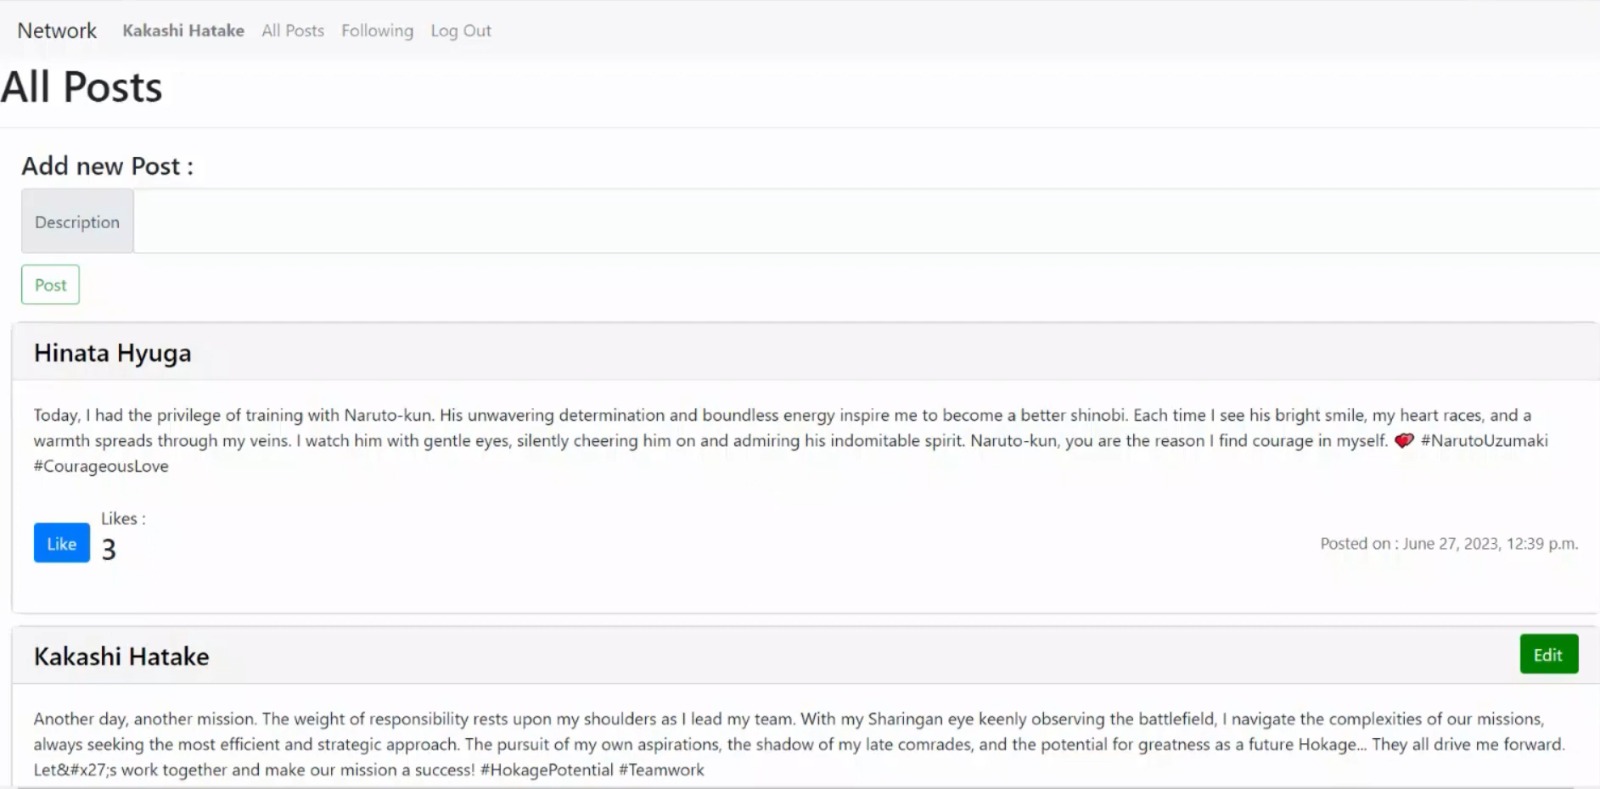 Network Kakashi Hatake All Posts Following Log Out
All Posts
Add new Post :
Description
Post
Hinata Hyuga
Today, I had the privilege of training with Naruto-kun. His unwavering determination and boundless energy inspire me to become a better shinobi. Each time I see his bright smile, my heart races, and a
warmth spreads through my veins. I watch him with gentle eyes, silently cheering him on and admiring his indomitable spirit. Naruto-kun, you are the reason I find courage in myself. 💕 #NarutoUzumaki
#CourageousLove
Likes :
Like 3 Posted on : June 27, 2023, 12:39 p.m.
Kakashi Hatake Edit
Another day, another mission. The weight of responsibility rests upon my shoulders as I lead my team. With my Sharingan eye keenly observing the battlefield, I navigate the complexities of our missions,
always seeking the most efficient and strategic approach. The pursuit of my own aspirations, the shadow of my late comrades, and the potential for greatness as a future Hokage... They all drive me forward.
Let&#x27;s work together and make our mission a success! #HokagePotential #Teamwork